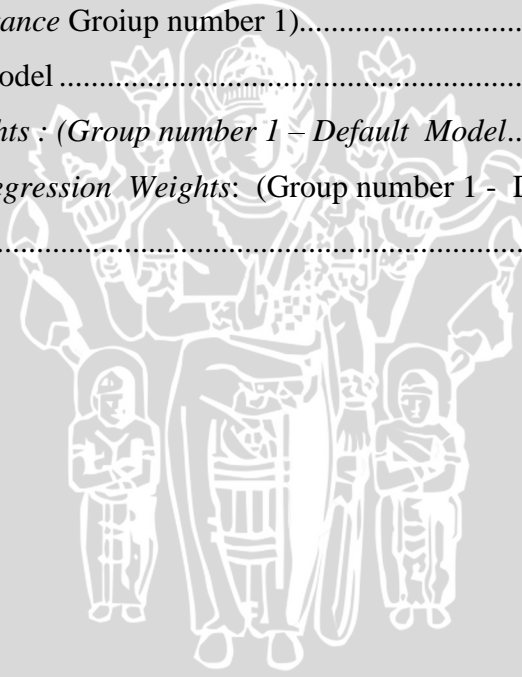 ance Groiup number 1)............................
odel ................................................................
hts : (Group number 1 – Default Model..
egression Weights: (Group number 1 - D
................................................................